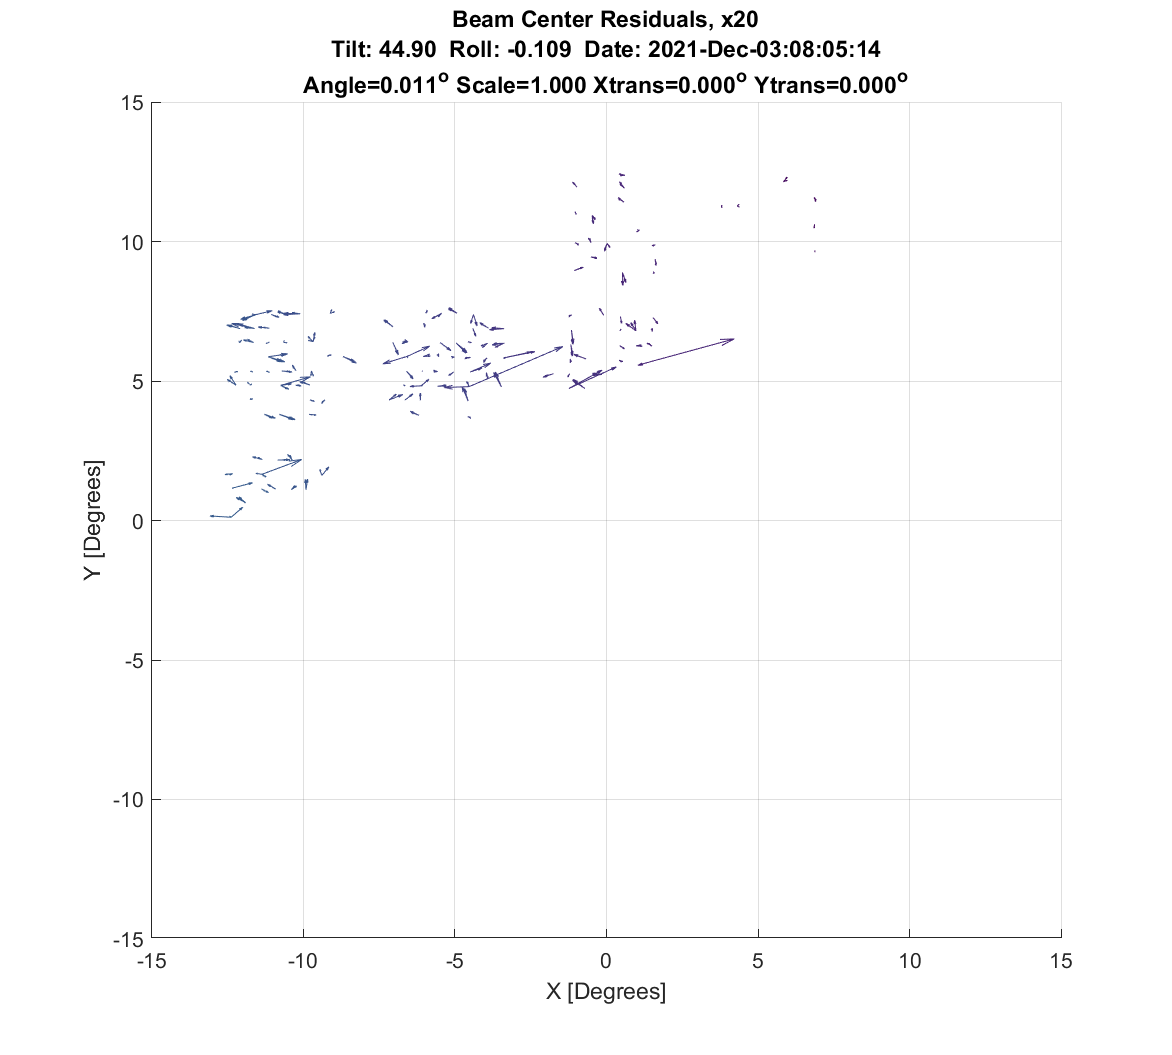 Beam Center Residuals, x20
Tilt: 44.90 Roll: -0.109 Date: 2021-Dec-03:08:05:14
Angle=0.011° Scale=1.000 Xtrans=0.000° Ytrans=0.000°
15
10
5
0
-5
-10
-15
Y [Degrees]
-15 -10 -5 0 5 10 15
X [Degrees]